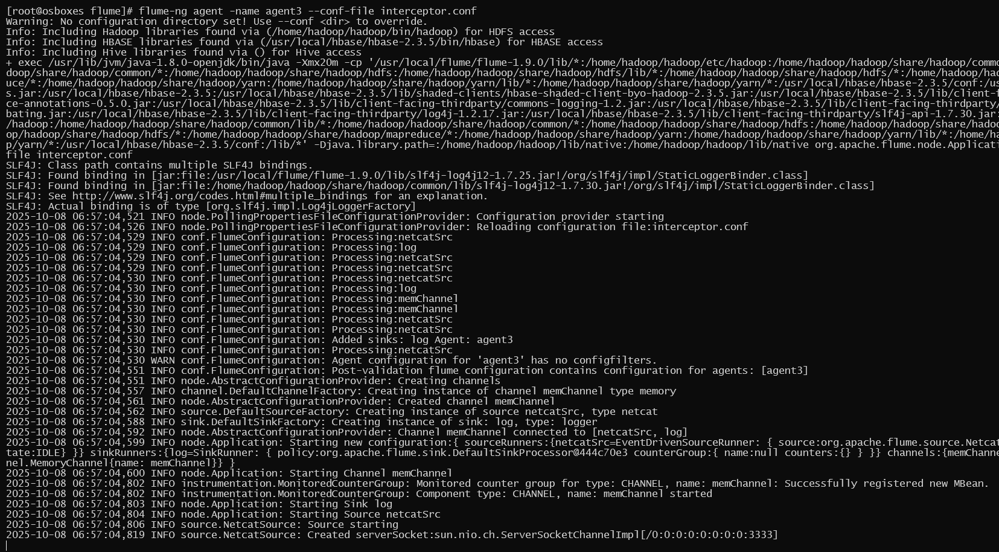 [root@osboxes flume]# flume-ng agent -name agent3 --conf-file interceptor.conf
Warning: No configuration directory set! Use --conf <dir> to override.
Info: Including Hadoop libraries found via (/home/hadoop/hadoop/bin/hadoop) for HDFS access
Info: Including HBASE libraries found via (/usr/local/hbase/hbase-2.3.5/bin/hbase) for HBASE access
Info: Including Hive libraries found via () for Hive access
+ exec /usr/lib/jvm/java-1.8.0-openjdk/bin/java -Xmx20m -cp '/usr/local/flume/flume-1.9.0/lib/*:/home/hadoop/hadoop/etc/hadoop:/home/hadoop/hadoop/share/hadoop/commo
doop/share/hadoop/common/*:/home/hadoop/hadoop/share/hadoop/hdfs:/home/hadoop/hadoop/share/hadoop/hdfs/lib/*:/home/hadoop/hadoop/share/hadoop/hdfs/*:/home/hadoop/had
uce/*:/home/hadoop/hadoop/share/hadoop/yarn:/home/hadoop/hadoop/share/hadoop/yarn/lib/*:/home/hadoop/hadoop/share/hadoop/yarn/*:/usr/local/hbase/hbase-2.3.5/conf:/us
s.jar:/usr/local/hbase/hbase-2.3.5:/usr/local/hbase/hbase-2.3.5/lib/shaded-clients/hbase-shaded-client-byo-hadoop-2.3.5.jar:/usr/local/hbase/hbase-2.3.5/lib/client-f
ce-annotations-0.5.0.jar:/usr/local/hbase/hbase-2.3.5/lib/client-facing-thirdparty/commons-logging-1.2.jar:/usr/local/hbase/hbase-2.3.5/lib/client-facing-thirdparty/
bating.jar:/usr/local/hbase/hbase-2.3.5/lib/client-facing-thirdparty/log4j-1.2.17.jar:/usr/local/hbase/hbase-2.3.5/lib/client-facing-thirdparty/slf4j-api-1.7.30.jar:
/hadoop:/home/hadoop/hadoop/share/hadoop/common/lib/*:/home/hadoop/hadoop/share/hadoop/common/*:/home/hadoop/hadoop/share/hadoop/hdfs:/home/hadoop/hadoop/share/hadoo
op/hadoop/share/hadoop/hdfs/*:/home/hadoop/hadoop/share/hadoop/mapreduce/*:/home/hadoop/hadoop/share/hadoop/yarn:/home/hadoop/hadoop/share/hadoop/yarn/lib/*:/home/ha
p/yarn/*:/usr/local/hbase/hbase-2.3.5/conf:/lib/*' -Djava.library.path=:/home/hadoop/hadoop/lib/native:/home/hadoop/hadoop/lib/native org.apache.flume.node.Applicati
file interceptor.conf
SLF4J: Class path contains multiple SLF4J bindings.
SLF4J: Found binding in [jar:file:/usr/local/flume/flume-1.9.0/lib/slf4j-log4j12-1.7.25.jar!/org/slf4j/impl/StaticLoggerBinder.class]
SLF4J: Found binding in [jar:file:/home/hadoop/hadoop/share/hadoop/common/lib/slf4j-log4j12-1.7.30.jar!/org/slf4j/impl/StaticLoggerBinder.class]
SLF4J: See http://www.slf4j.org/codes.html#multiple_bindings for an explanation.
SLF4J: Actual binding is of type [org.slf4j.impl.Log4jLoggerFactory]
2025-10-08 06:57:04,521 INFO node.PollingPropertiesFileConfigurationProvider: Configuration provider starting
2025-10-08 06:57:04,526 INFO node.PollingPropertiesFileConfigurationProvider: Reloading configuration file:interceptor.conf
2025-10-08 06:57:04,529 INFO conf.FlumeConfiguration: Processing:netcatSrc
2025-10-08 06:57:04,529 INFO conf.FlumeConfiguration: Processing:log
2025-10-08 06:57:04,529 INFO conf.FlumeConfiguration: Processing:netcatSrc
2025-10-08 06:57:04,529 INFO conf.FlumeConfiguration: Processing:netcatSrc
2025-10-08 06:57:04,530 INFO conf.FlumeConfiguration: Processing:netcatSrc
2025-10-08 06:57:04,530 INFO conf.FlumeConfiguration: Processing:log
2025-10-08 06:57:04,530 INFO conf.FlumeConfiguration: Processing:memChannel
2025-10-08 06:57:04,530 INFO conf.FlumeConfiguration: Processing:memChannel
2025-10-08 06:57:04,530 INFO conf.FlumeConfiguration: Processing:netcatSrc
2025-10-08 06:57:04,530 INFO conf.FlumeConfiguration: Processing:netcatSrc
2025-10-08 06:57:04,530 INFO conf.FlumeConfiguration: Added sinks: log Agent: agent3
2025-10-08 06:57:04,530 INFO conf.FlumeConfiguration: Processing:netcatSrc
2025-10-08 06:57:04,530 WARN conf.FlumeConfiguration: Agent configuration for 'agent3' has no configfilters.
2025-10-08 06:57:04,551 INFO conf.FlumeConfiguration: Post-validation flume configuration contains configuration for agents: [agent3]
2025-10-08 06:57:04,551 INFO node.AbstractConfigurationProvider: Creating channels
2025-10-08 06:57:04,557 INFO channel.DefaultChannelFactory: Creating instance of channel memChannel type memory
2025-10-08 06:57:04,561 INFO node.AbstractConfigurationProvider: Created channel memChannel
2025-10-08 06:57:04,562 INFO source.DefaultSourceFactory: Creating instance of source netcatSrc, type netcat
2025-10-08 06:57:04,588 INFO sink.DefaultSinkFactory: Creating instance of sink: log, type: logger
2025-10-08 06:57:04,592 INFO node.AbstractConfigurationProvider: Channel memChannel connected to [netcatSrc, log]
2025-10-08 06:57:04,599 INFO node.Application: Starting new configuration:{ sourceRunners:{netcatSrc=EventDrivenSourceRunner: { source:org.apache.flume.source.Netcat
tate:IDLE} }} sinkRunners:{log=SinkRunner: { policy:org.apache.flume.sink.DefaultSinkProcessor@444c70e3 counterGroup:{ name:null counters:{} } }} channels:{memChanne
nel.MemoryChannel{name: memChannel}} }
2025-10-08 06:57:04,600 INFO node.Application: Starting Channel memChannel
2025-10-08 06:57:04,802 INFO instrumentation.MonitoredCounterGroup: Monitored counter group for type: CHANNEL, name: memChannel: Successfully registered new MBean.
2025-10-08 06:57:04,802 INFO instrumentation.MonitoredCounterGroup: Component type: CHANNEL, name: memChannel started
2025-10-08 06:57:04,803 INFO node.Application: Starting Sink log
2025-10-08 06:57:04,804 INFO node.Application: Starting Source netcatSrc
2025-10-08 06:57:04,806 INFO source.NetcatSource: Source starting
2025-10-08 06:57:04,819 INFO source.NetcatSource: Created serverSocket:sun.nio.ch.ServerSocketChannelImpl[/0:0:0:0:0:0:0:0:3333]